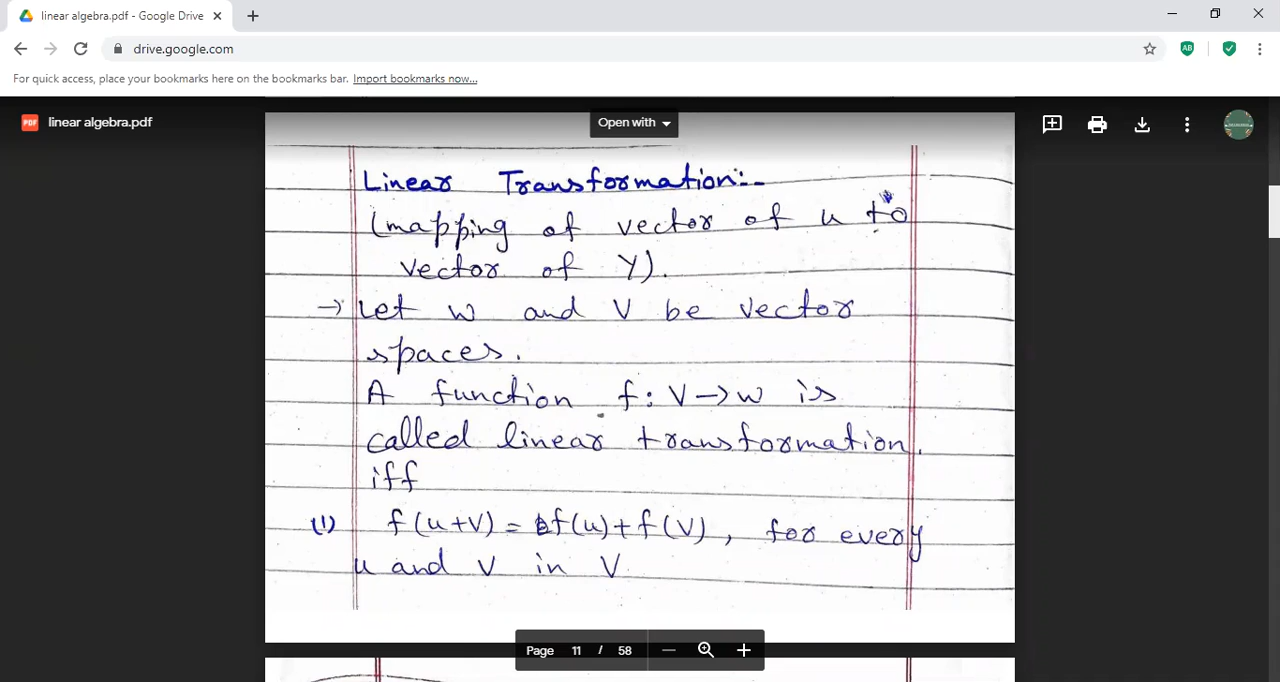 linear algebra.pdf - Google Drive
drive.google.com
For quick access, place your bookmarks here on the bookmarks bar. Import bookmarks now...
linear algebra.pdf
Open with
Linear Transformation:-
(mapping of vector of u to
vector of Y).
→ Let w and V be vector
spaces.
A function f: V→w is
called linear transformation.
iff
(1) f(u+V) = f(u)+f(V), for every
u and V in V
Page 11 / 58